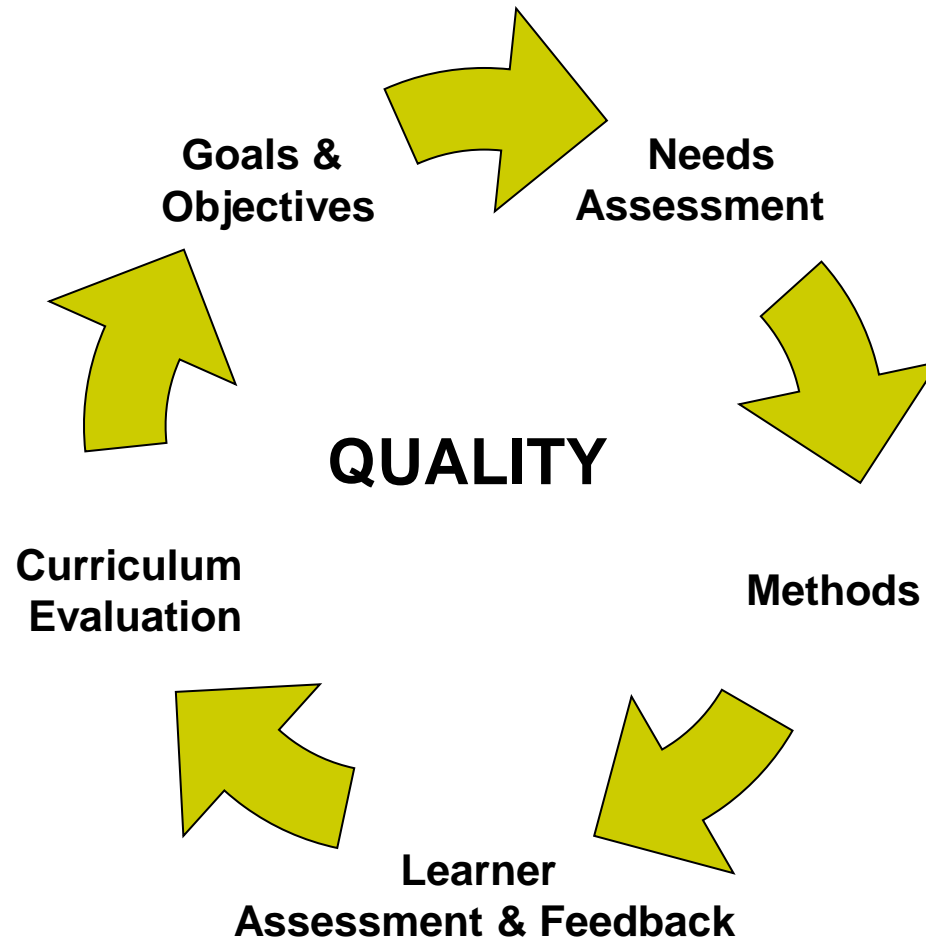 Goals &
Objectives
Needs
Assessment
QUALITY
Curriculum
Evaluation
Methods
Learner
Assessment & Feedback